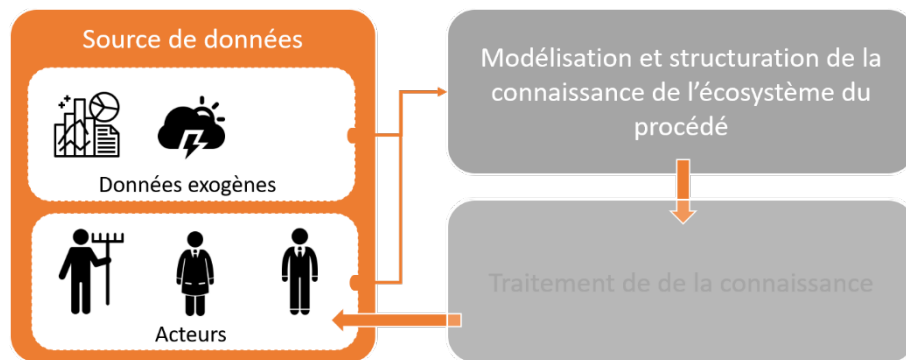 Source de données
Données exogènes
Acteurs
Modélisation et structuration de la
connaissance de l'écosystème du
procédé
Traitement de de la connaissance